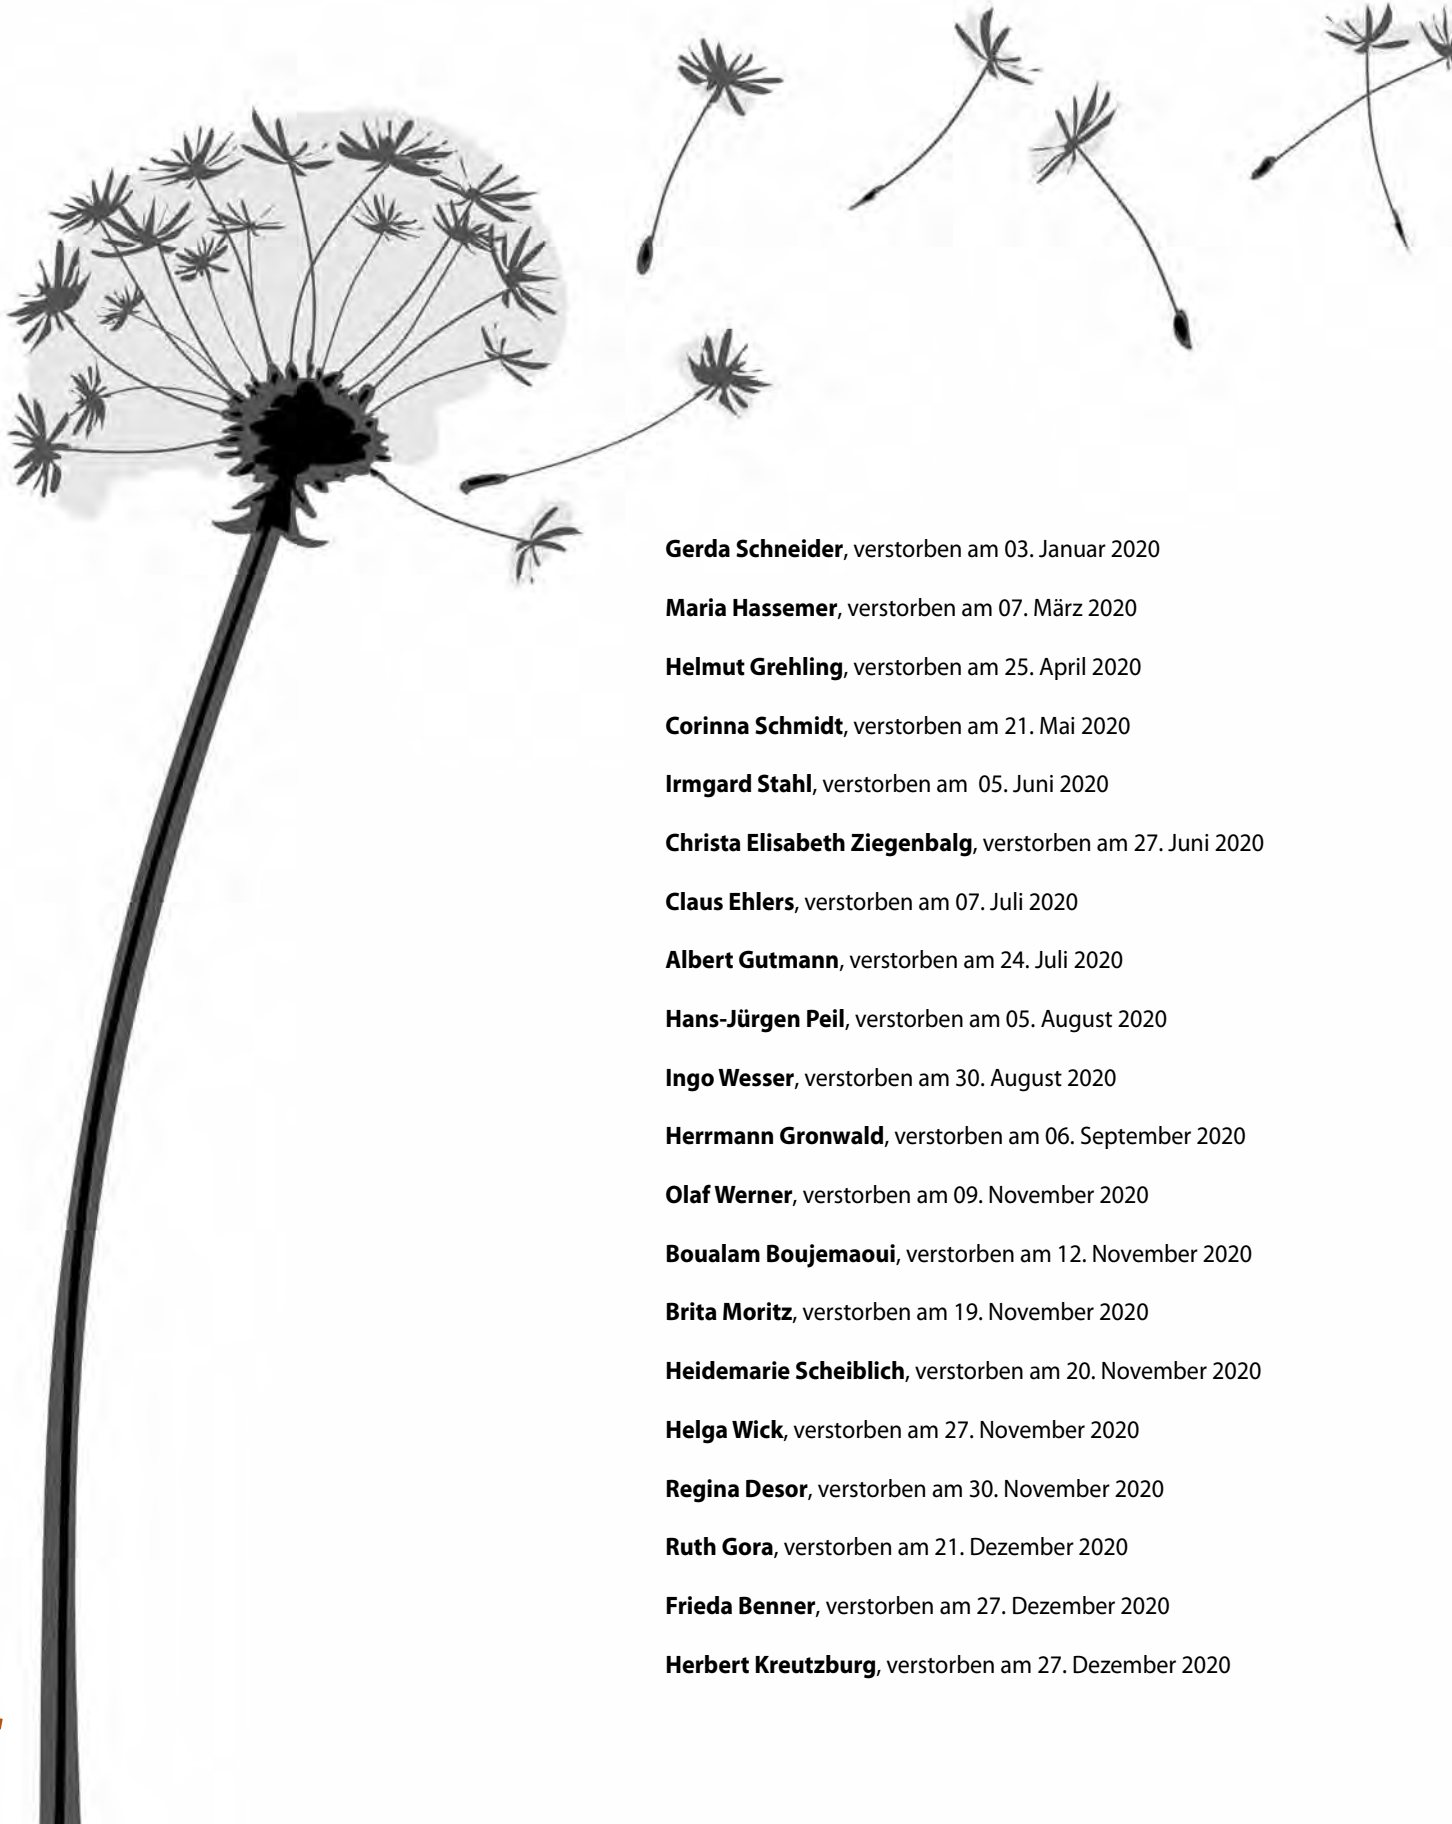 Gerda Schneider, verstorben am 03. Januar 2020
Maria Hassemer, verstorben am 07. März 2020
Helmut Grehling, verstorben am 25. April 2020
Corinna Schmidt, verstorben am 21. Mai 2020
Irmgard Stahl, verstorben am  05. Juni 2020
Christa Elisabeth Ziegenbalg, verstorben am 27. Juni 2020
Claus Ehlers, verstorben am 07. Juli 2020
Albert Gutmann, verstorben am 24. Juli 2020
Hans-Jürgen Peil, verstorben am 05. August 2020
Ingo Wesser, verstorben am 30. August 2020
Herrmann Gronwald, verstorben am 06. September 2020
Olaf Werner, verstorben am 09. November 2020
Boualam Boujemaoui, verstorben am 12. November 2020
Brita Moritz, verstorben am 19. November 2020
Heidemarie Scheiblich, verstorben am 20. November 2020
Helga Wick, verstorben am 27. November 2020
Regina Desor, verstorben am 30. November 2020
Ruth Gora, verstorben am 21. Dezember 2020
Frieda Benner, verstorben am 27. Dezember 2020
Herbert Kreutzburg, verstorben am 27. Dezember 2020